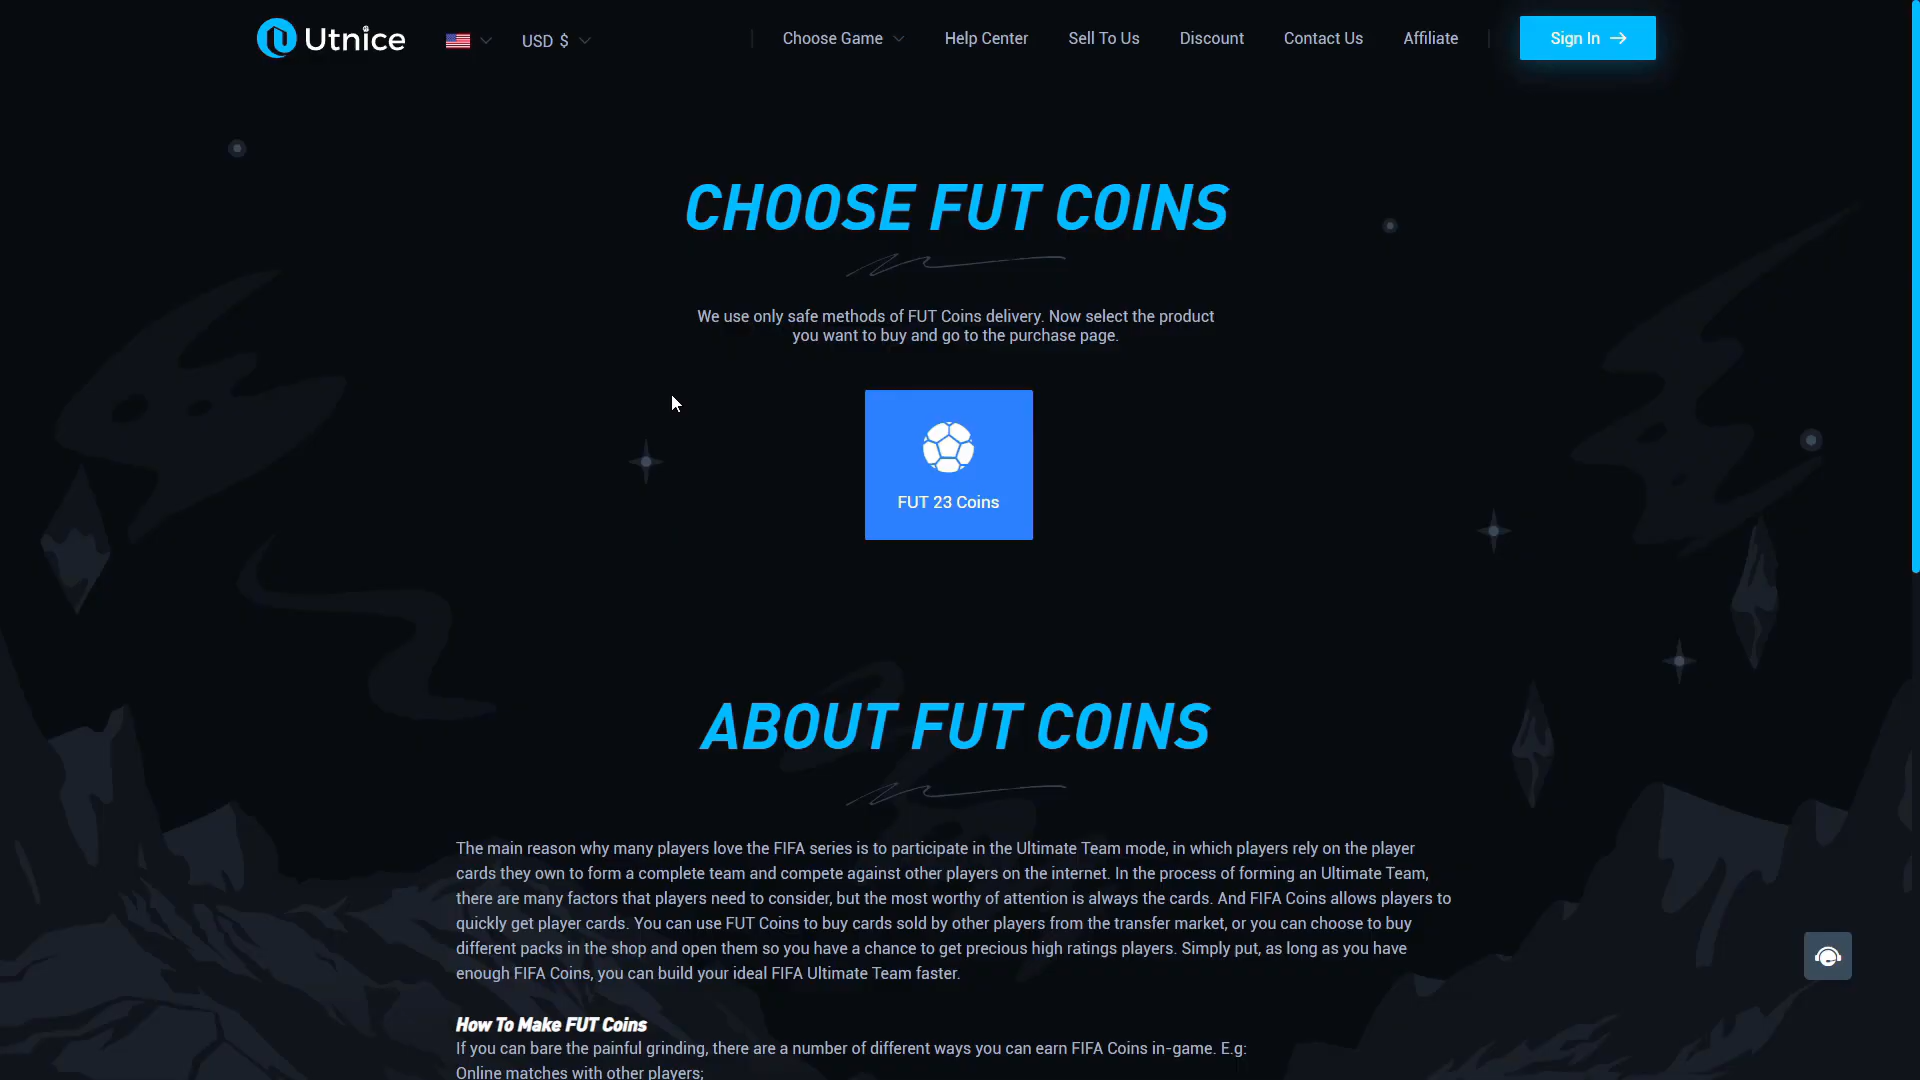 Utnice
USD $
Choose Game
Help Center
Sell To Us
Discount
Contact Us
Affiliate
Sign In
CHOOSE FUT COINS
We use only safe methods of FUT Coins delivery. Now select the product
you want to buy and go to the purchase page.
FUT 23 Coins
ABOUT FUT COINS
The main reason why many players love the FIFA series is to participate in the Ultimate Team mode, in which players rely on the player
cards they own to form a complete team and compete against other players on the internet. In the process of forming an Ultimate Team,
there are many factors that players need to consider, but the most worthy of attention is always the cards. And FIFA Coins allows players to
quickly get player cards. You can use FUT Coins to buy cards sold by other players from the transfer market, or you can choose to buy
different packs in the shop and open them so you have a chance to get precious high ratings players. Simply put, as long as you have
enough FIFA Coins, you can build your ideal FIFA Ultimate Team faster.
How To Make FUT Coins
If you can bare the painful grinding, there are a number of different ways you can earn FIFA Coins in-game. E.g:
Online matches with other players;